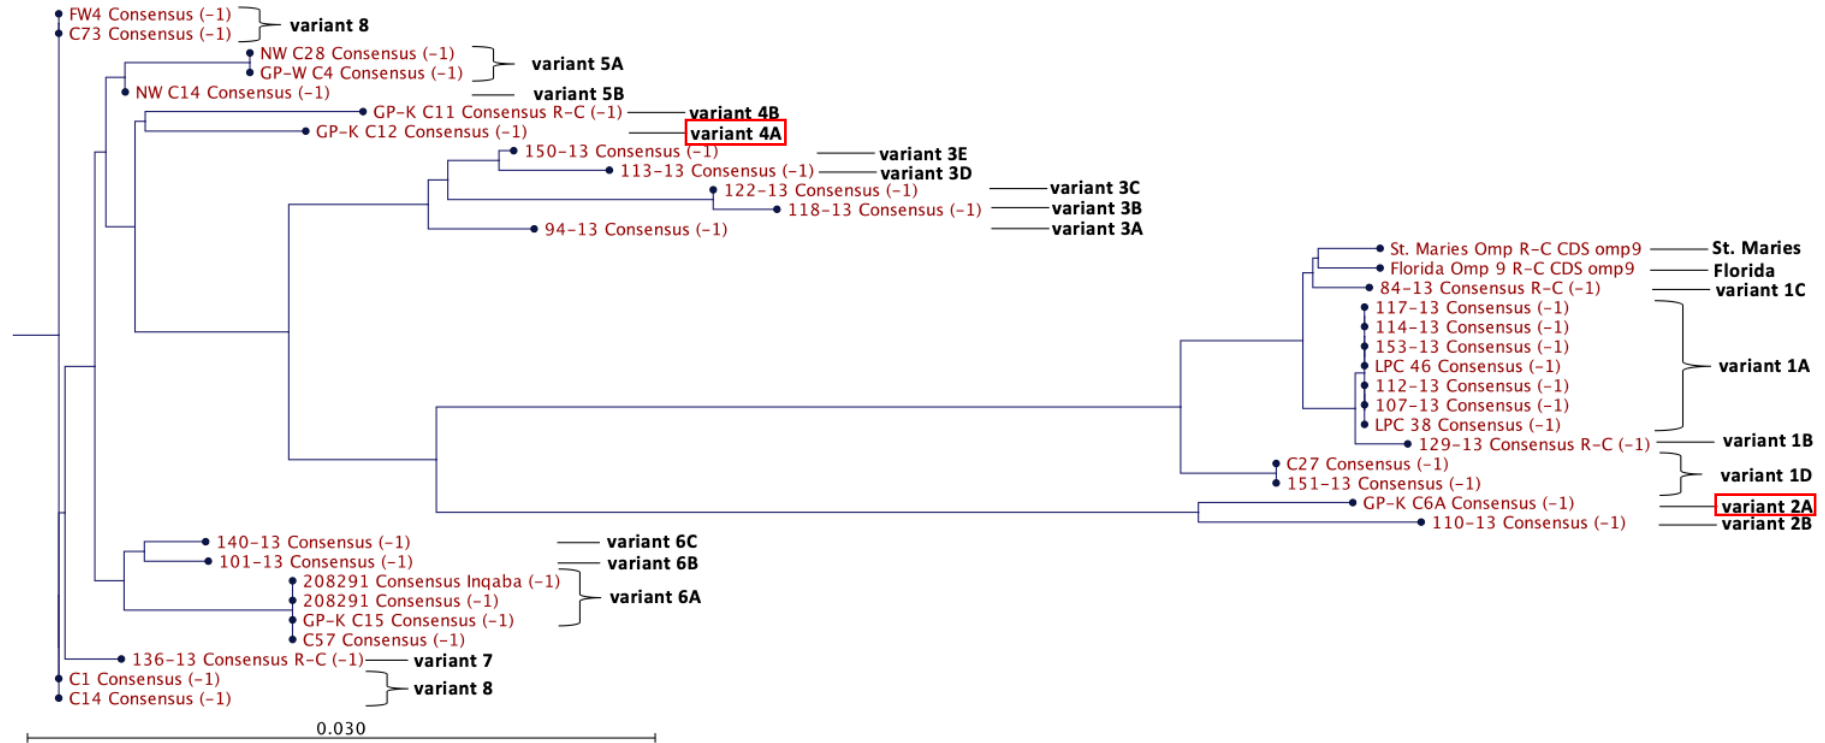 FW4 Consensus (-1)
variant 8
C73 Consensus (-1)
NW C28 Consensus (-1)
variant 5A
GP-W C4 Consensus (-1)
NW C14 Consensus (-1)
variant 5B
GP-K C11 Consensus R-C (-1)
variant 4B
GP-K C12 Consensus (-1)
variant 4A
150-13 Consensus (-1)
variant 3E
113-13 Consensus (-1)
variant 3D
122-13 Consensus (-1)
variant 3C
118-13 Consensus (-1)
variant 3B
94-13 Consensus (-1)
variant 3A
St. Maries Omp R-C CDS omp9
St. Maries
Florida Omp 9 R-C CDS omp9
Florida
84-13 Consensus R-C (-1)
variant 1C
117-13 Consensus (-1)
114-13 Consensus (-1)
153-13 Consensus (-1)
LPC 46 Consensus (-1)
variant 1A
112-13 Consensus (-1)
107-13 Consensus (-1)
LPC 38 Consensus (-1)
129-13 Consensus R-C (-1)
variant 1B
C27 Consensus (-1)
variant 1D
151-13 Consensus (-1)
GP-K C6A Consensus (-1)
variant 2A
110-13 Consensus (-1)
variant 2B
140-13 Consensus (-1)
variant 6C
101-13 Consensus (-1)
variant 6B
208291 Consensus Inqaba (-1)
208291 Consensus (-1)
variant 6A
GP-K C15 Consensus (-1)
C57 Consensus (-1)
136-13 Consensus R-C (-1)
variant 7
C1 Consensus (-1)
variant 8
C14 Consensus (-1)
0.030